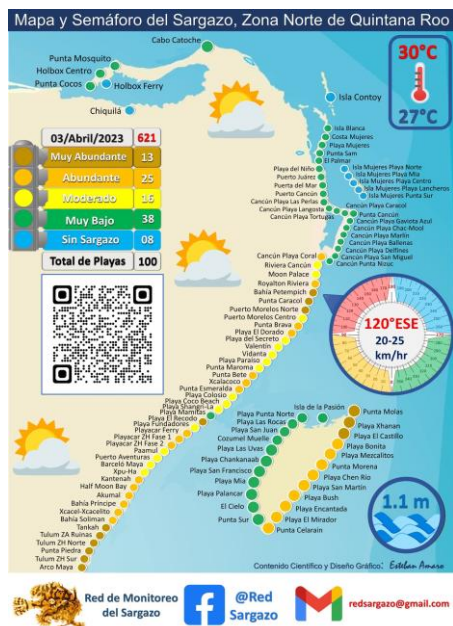 Mapa y Semáforo del Sargazo, Zona Norte de Quintana Roo
Cabo Catoche
Punta Mosquito
Holbox Centro
Punta Cocos
Holbox Ferry
Chiquilá
30°C
27°C
Isla Contoy
03/Abril/2023 621
Muy Abundante 13
Abundante 25
Moderado 16
Muy Bajo 38
Sin Sargazo 08
Total de Playas 100
Isla Blanca
Costa Mujeres
Playa Mujeres
Punta Sam
El Palmar
Playa del Niño
Puerto Juárez
Puerta del Mar
Puerto Cancún
Cancún Playa Las Perlas
Cancún Playa Langosta
Cancún Playa Tortugas
Isla Mujeres Playa Norte
Isla Mujeres Playa Mia
Isla Mujeres Playa Centro
Isla Mujeres Playa Lancheros
Isla Mujeres Punta Sur
Cancún Playa Caracol
Punta Cancún
Cancún Playa Gaviota Azul
Cancún Playa Chac-Mool
Cancún Playa Marlin
Cancún Playa Ballenas
Cancún Playa Delfines
Cancún Playa San Miguel
Cancún Punta Nizuc
Cancún Playa Coral
Riviera Cancún
Moon Palace
Royalton Riviera
Bahía Petempich
Punta Caracol
Puerto Morelos Norte
Puerto Morelos Centro
Punta Brava
Playa El Dorado
Playa del Secreto
Valentín
Vidanta
Playa Paraíso
Punta Maroma
Punta Bete
Xcalacoco
Punta Esmeralda
Playa Colosio
Playa Coco Beach
Playa Shangri-La
Playa Mamitas
Playa El Recodo
Playa Fundadores
Playacar Ferry
Playacar ZH Fase 1
Playacar ZH Fase 2
Paamul
Puerto Aventuras
Barceló Maya
Xpu-Ha
Kantenah
Half Moon Bay
Akumal
Bahía Príncipe
Xcacel-Xcacelito
Bahía Soliman
Tankah
Tulum ZA Ruinas
Tulum ZH Norte
Punta Piedra
Tulum ZH Sur
Arco Maya
120°ESE
20-25
km/hr
Isla de la Pasión
Playa Punta Norte
Playa Las Rocas
Playa San Juan
Cozumel Muelle
Playa Las Uvas
Playa Chankanaab
Playa San Francisco
Playa Mia
Playa Palancar
El Cielo
Punta Sur
Punta Molas
Playa Xhanan
Playa El Castillo
Playa Bonita
Playa Mezcalitos
Punta Morena
Playa Chen Río
Playa San Martin
Playa Bush
Playa Encantada
Playa El Mirador
Punta Celarain
1.1 m
Contenido Científico y Diseño Gráfico: Esteban Amaro
Red de Monitoreo
del Sargazo
@Red
Sargazo
redsargazo@gmail.com